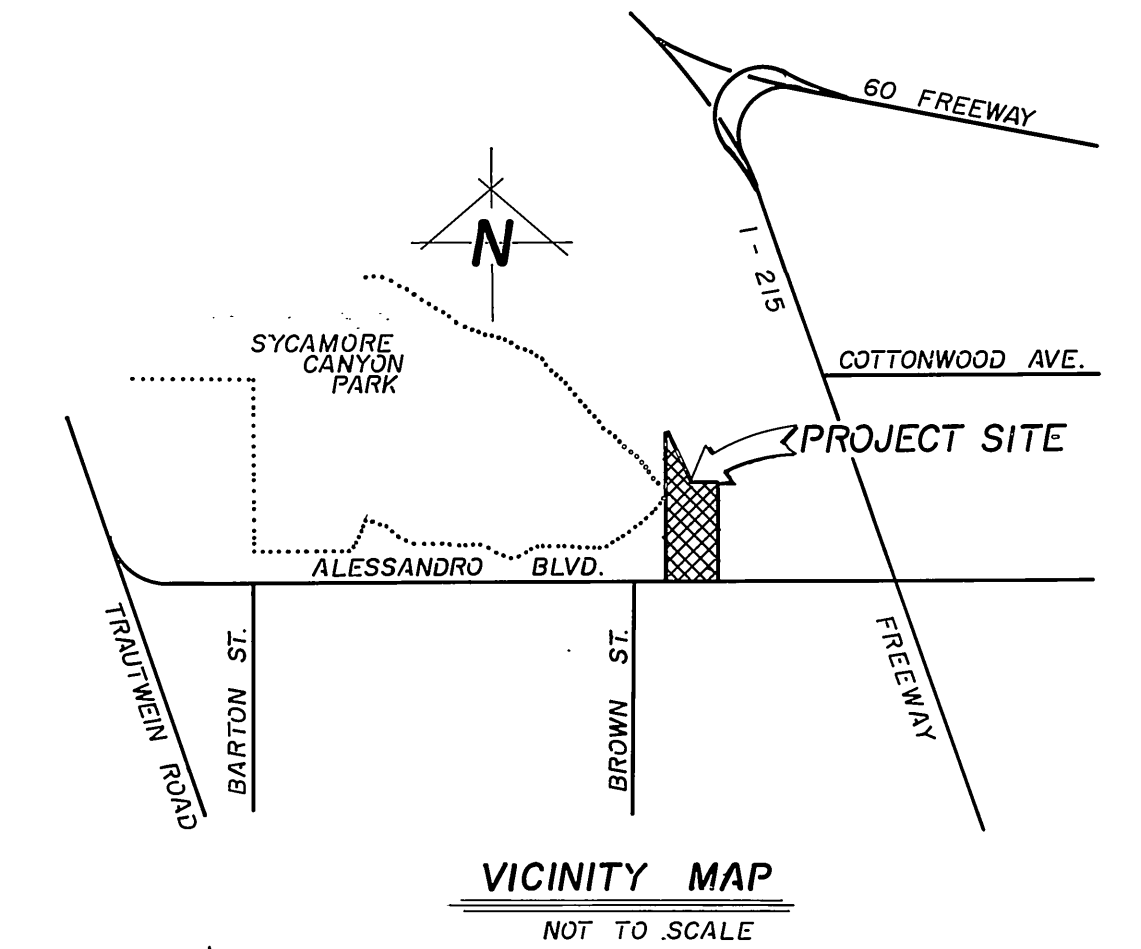 60 FREEWAY
N
I-215
SYCAMORE
CANYON
PARK
COTTONWOOD AVE.
PROJECT SITE
ALESSANDRO BLVD.
TRAUTWEIN ROAD
BARTON ST.
BROWN ST.
FREEWAY
VICINITY MAP
NOT TO SCALE